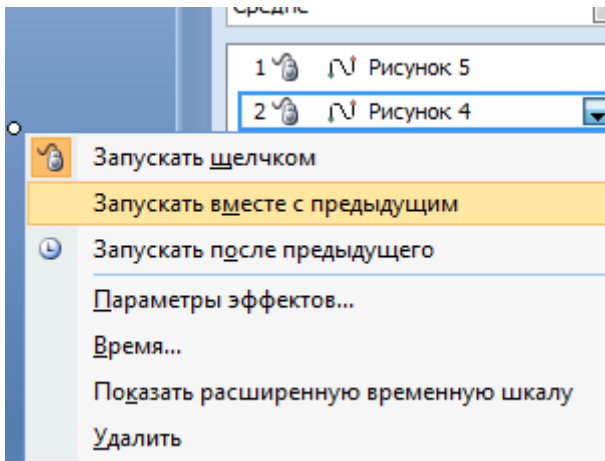 Средне
1 Рисунок 5
2 Рисунок 4
Запускать щелчком
Запускать вместе с предыдущим
Запускать после предыдущего
Параметры эффектов...
Время...
Показать расширенную временную шкалу
Удалить